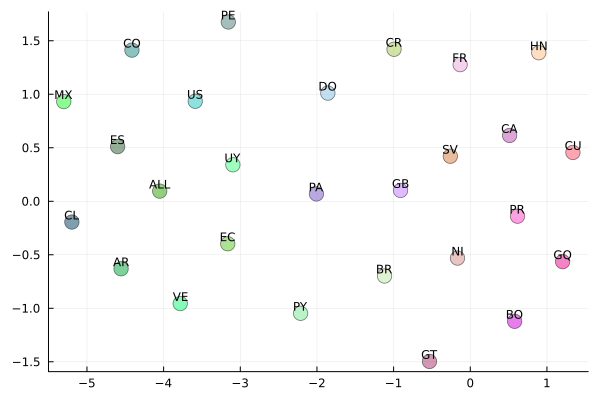 PE
CO
CR
HN
FR
MX
US
DO
ES
CA
CU
UY
SV
ALL
PA
GB
CL
PR
EC
AR
BR
NI
GQ
VE
PY
BO
GT
1.5
1.0
0.5
0.0
−0.5
−1.0
−1.5
−5 −4 −3 −2 −1 0 1